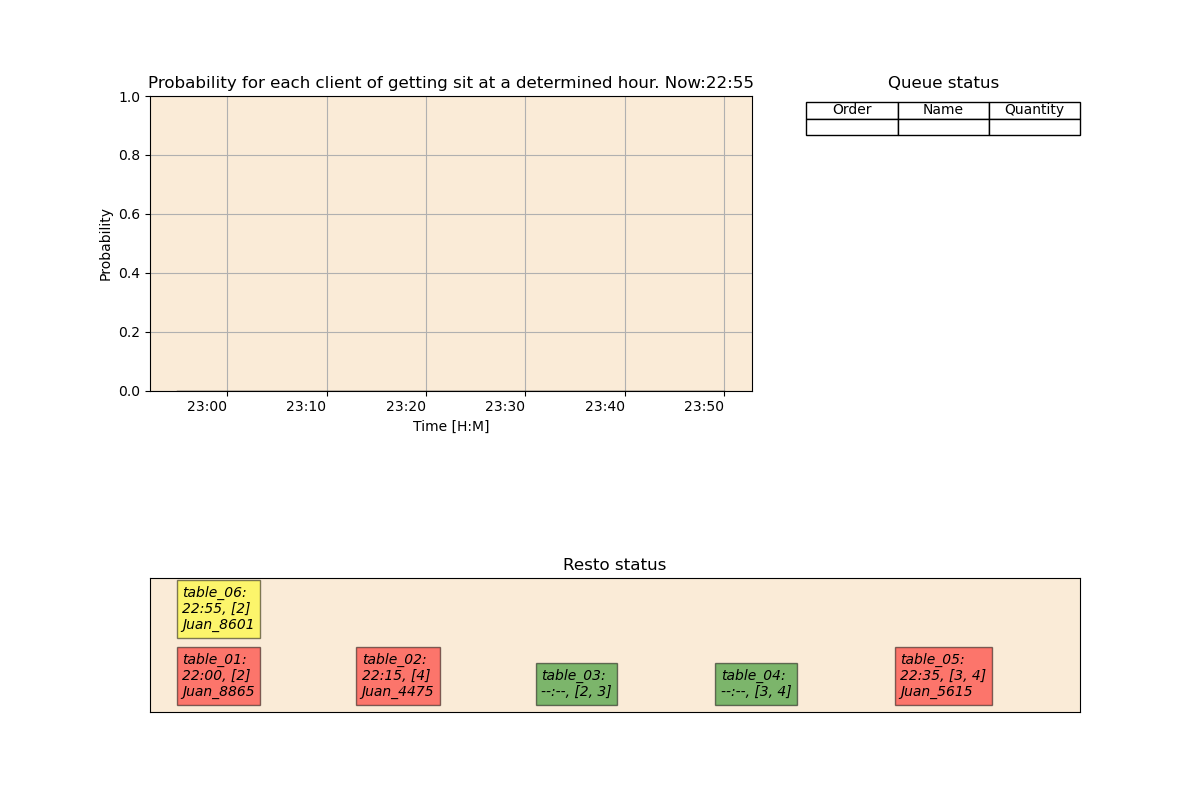 Probability for each client of getting sit at a determined hour. Now:22:55
1.0
0.8
0.6
0.4
0.2
0.0
Probability
23:00 23:10 23:20 23:30 23:40 23:50
Time [H:M]
Queue status
Order Name Quantity
Resto status
table_06:
22:55, [2]
Juan_8601
table_01:
22:00, [2]
Juan_8865
table_02:
22:15, [4]
Juan_4475
table_03:
--:--, [2, 3]
table_04:
--:--, [3, 4]
table_05:
22:35, [3, 4]
Juan_5615